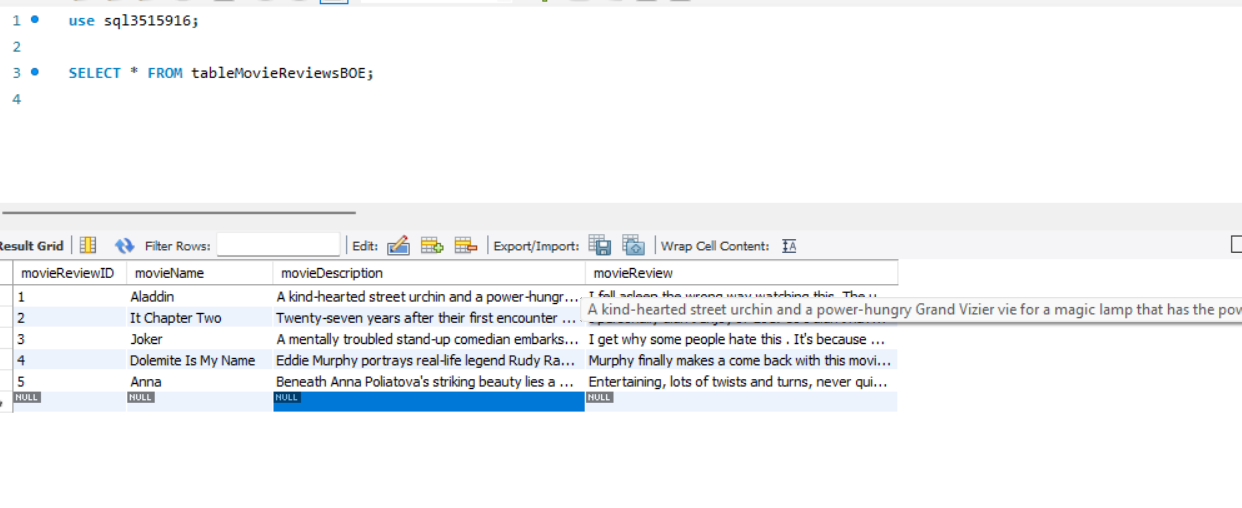 1 use sql3515916;
2
3 SELECT * FROM tableMovieReviewsBOE;
4
Result Grid Filter Rows: Edit: Export/Import: Wrap Cell Content: IA
movieReviewID movieName movieDescription movieReview
1 Aladdin A kind-hearted street urchin and a power-hungr... I fell asleep the wrong way watching this. The
A kind-hearted street urchin and a power-hungry Grand Vizier vie for a magic lamp that has the pow
2 It Chapter Two Twenty-seven years after their first encounter ...
3 Joker A mentally troubled stand-up comedian embarks... I get why some people hate this . It's because ...
4 Dolemite Is My Name Eddie Murphy portrays real-life legend Rudy Ra... Murphy finally makes a come back with this movi...
5 Anna Beneath Anna Poliatova's striking beauty lies a ... Entertaining, lots of twists and turns, never qui...
NULL NULL NULL NULL